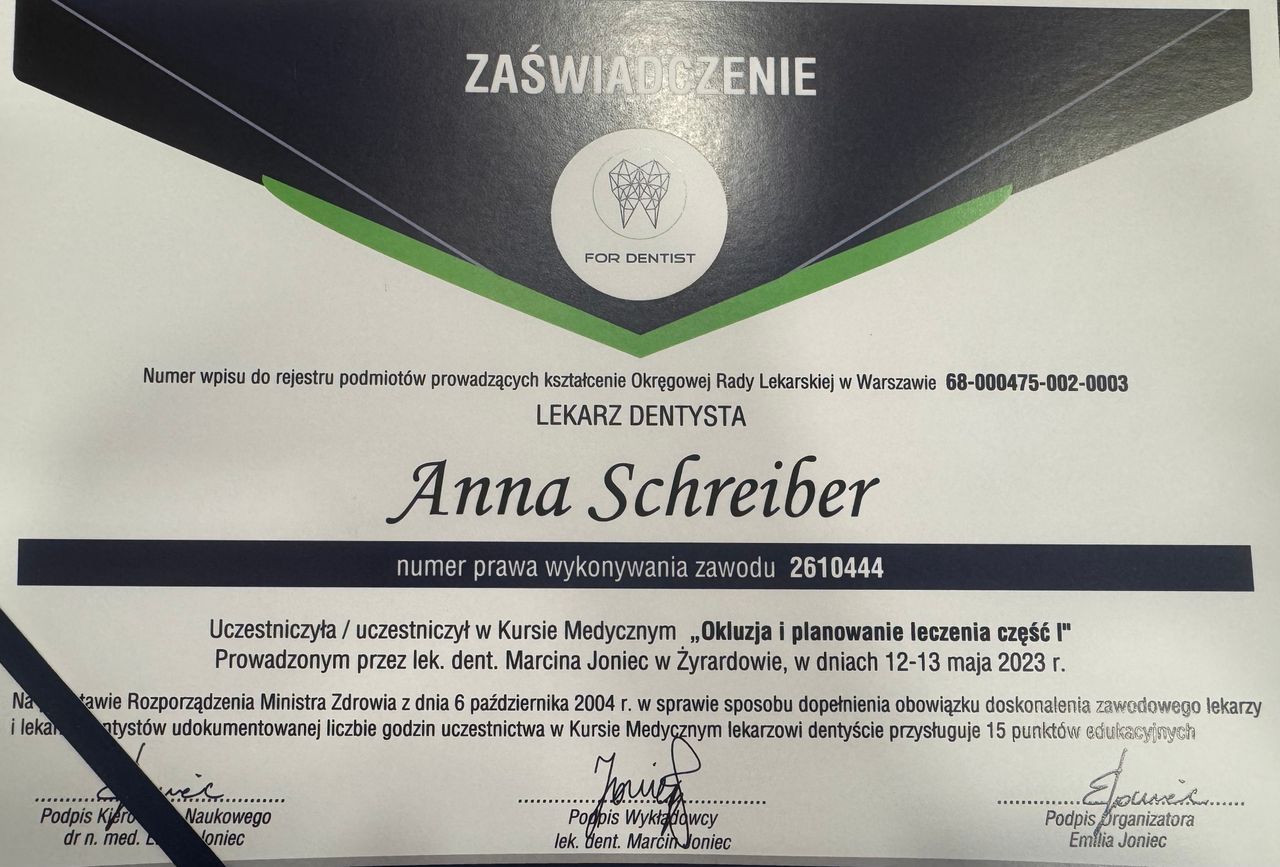 ZAŚWIADCZENIE
FOR DENTIST
Numer wpisu do rejestru podmiotów prowadzących kształcenie Okręgowej Rady Lekarskiej w Warszawie 68-000475-002-0003
LEKARZ DENTYSTA
Anna Schreiber
numer prawa wykonywania zawodu 2610444
Uczestniczyła / uczestniczył w Kursie Medycznym „Okluzja i planowanie leczenia część I"
Prowadzonym przez lek. dent. Marcina Joniec w Żyrardowie, w dniach 12-13 maja 2023 r.
Rozporządzenia Ministra Zdrowia z dnia 6 października 2004 r. w sprawie sposobu dopełnienia obowiązku doskonalenia zawodowego lekarzy
i udokumentowanej liczbie godzin uczestnictwa w Kursie Medycznym lekarzowi dentyście przysługuje 15 punktów edukacyjnych
Podpis Naukowego
dr n. med. Joniec
Podpis Wykładowcy
lek. dent. Marcin Joniec
Podpis Organizatora
Emilia Joniec